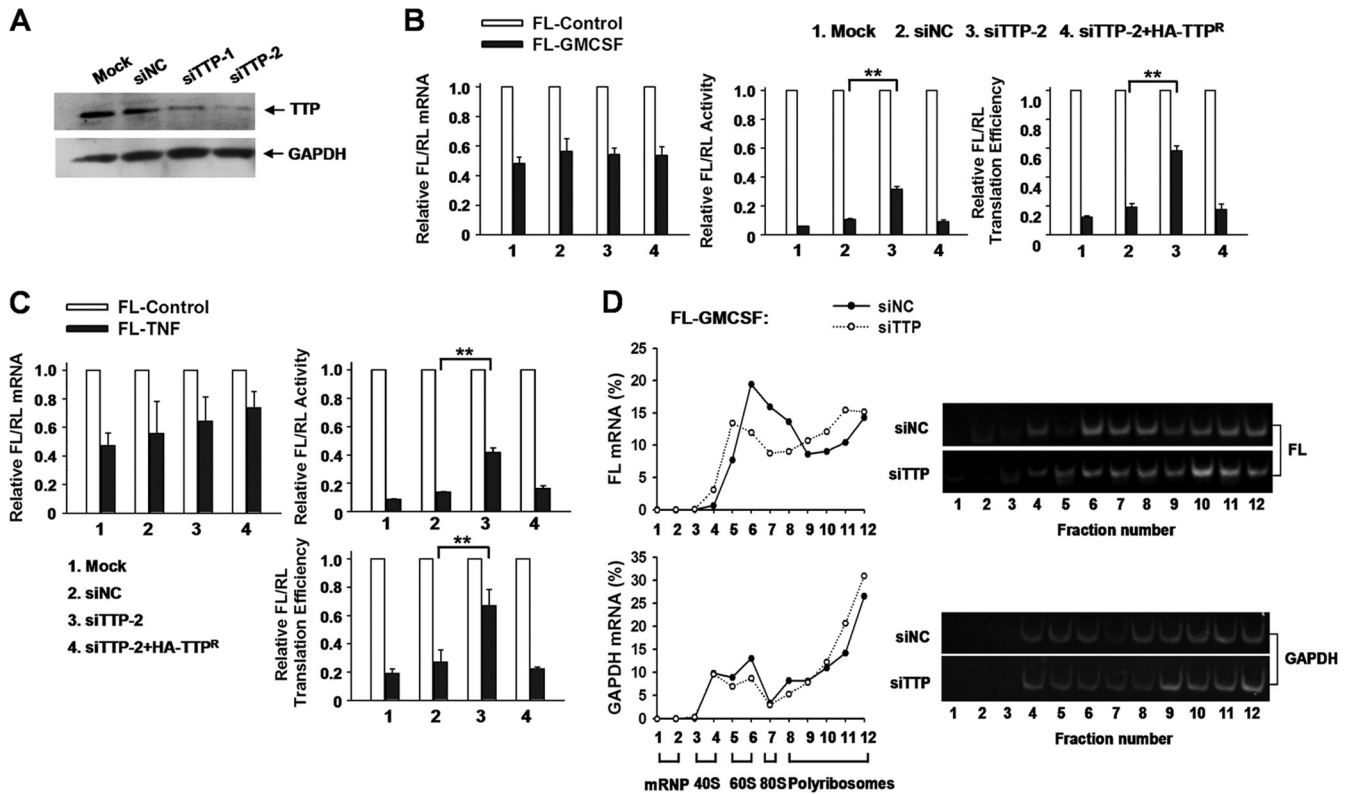 A
Mock siNC siTTP-1 siTTP-2
TTP
GAPDH
B
FL-Control
FL-GMCSF
1. Mock 2. siNC 3. siTTP-2 4. siTTP-2+HA-TTPR
Relative FL/RL mRNA
1.0
0.8
0.6
0.4
0.2
0
1 2 3 4
Relative FL/RL Activity
**
1.0
0.8
0.6
0.4
0.2
0
1 2 3 4
Relative FL/RL
Translation Efficiency
**
1.0
0.8
0.6
0.4
0.2
0
1 2 3 4
C
FL-Control
FL-TNF
Relative FL/RL mRNA
1.0
0.8
0.6
0.4
0.2
0
1 2 3 4
Relative FL/RL Activity
**
1.0
0.8
0.6
0.4
0.2
0
1 2 3 4
1. Mock
2. siNC
3. siTTP-2
4. siTTP-2+HA-TTPR
Relative FL/RL
Translation Efficiency
**
1.0
0.8
0.6
0.4
0.2
1 2 3 4
D
FL-GMCSF:
siNC
siTTP
FL mRNA (%)
25
20
15
10
5
0
1 2 3 4 5 6 7 8 9 10 11 12
siNC
siTTP
FL
1 2 3 4 5 6 7 8 9 10 11 12
Fraction number
GAPDH mRNA (%)
35
30
25
20
15
10
5
0
1 2 3 4 5 6 7 8 9 10 11 12
mRNP 40S 60S 80S Polyribosomes
siNC
siTTP
GAPDH
1 2 3 4 5 6 7 8 9 10 11 12
Fraction number